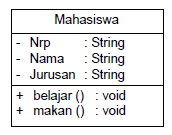 Mahasiswa
- Nrp : String
- Nama : String
- Jurusan : String
+ belajar () : void
+ makan () : void